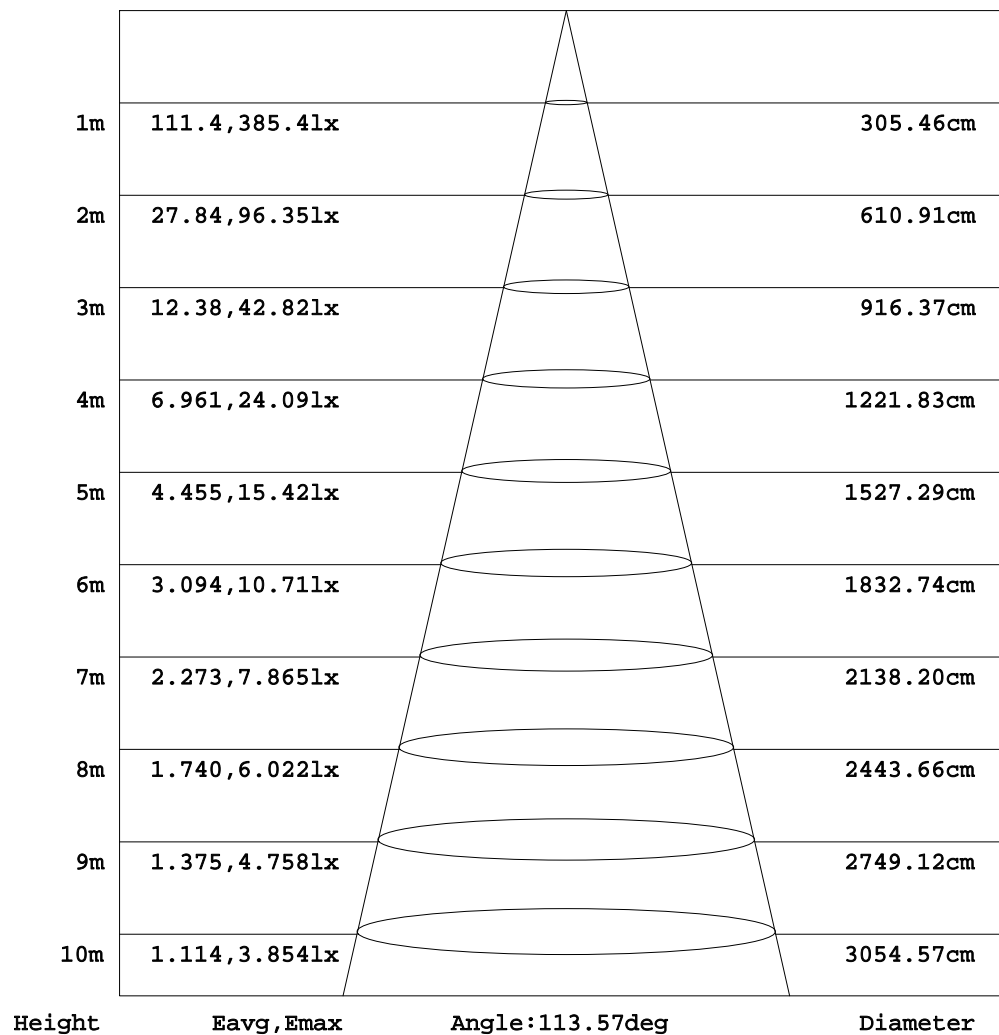 1m 111.4,385.4lx 305.46cm
2m 27.84,96.35lx 610.91cm
3m 12.38,42.82lx 916.37cm
4m 6.961,24.09lx 1221.83cm
5m 4.455,15.42lx 1527.29cm
6m 3.094,10.71lx 1832.74cm
7m 2.273,7.865lx 2138.20cm
8m 1.740,6.022lx 2443.66cm
9m 1.375,4.758lx 2749.12cm
10m 1.114,3.854lx 3054.57cm
Height Eavg,Emax Angle:113.57deg Diameter